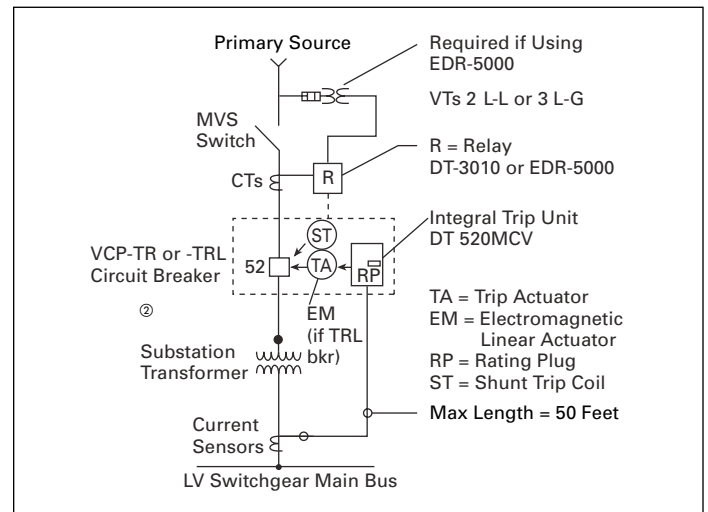 Primary Source
Required if Using
EDR-5000
VTs 2 L-L or 3 L-G
MVS
Switch
R = Relay
DT-3010 or EDR-5000
CTs
R
Integral Trip Unit
DT 520MCV
ST
VCP-TR or -TRL
Circuit Breaker
52
TA
RP
②
EM
(if TRL
bkr)
TA = Trip Actuator
EM = Electromagnetic
Linear Actuator
RP = Rating Plug
ST = Shunt Trip Coil
Substation
Transformer
Max Length = 50 Feet
Current
Sensors
LV Switchgear Main Bus